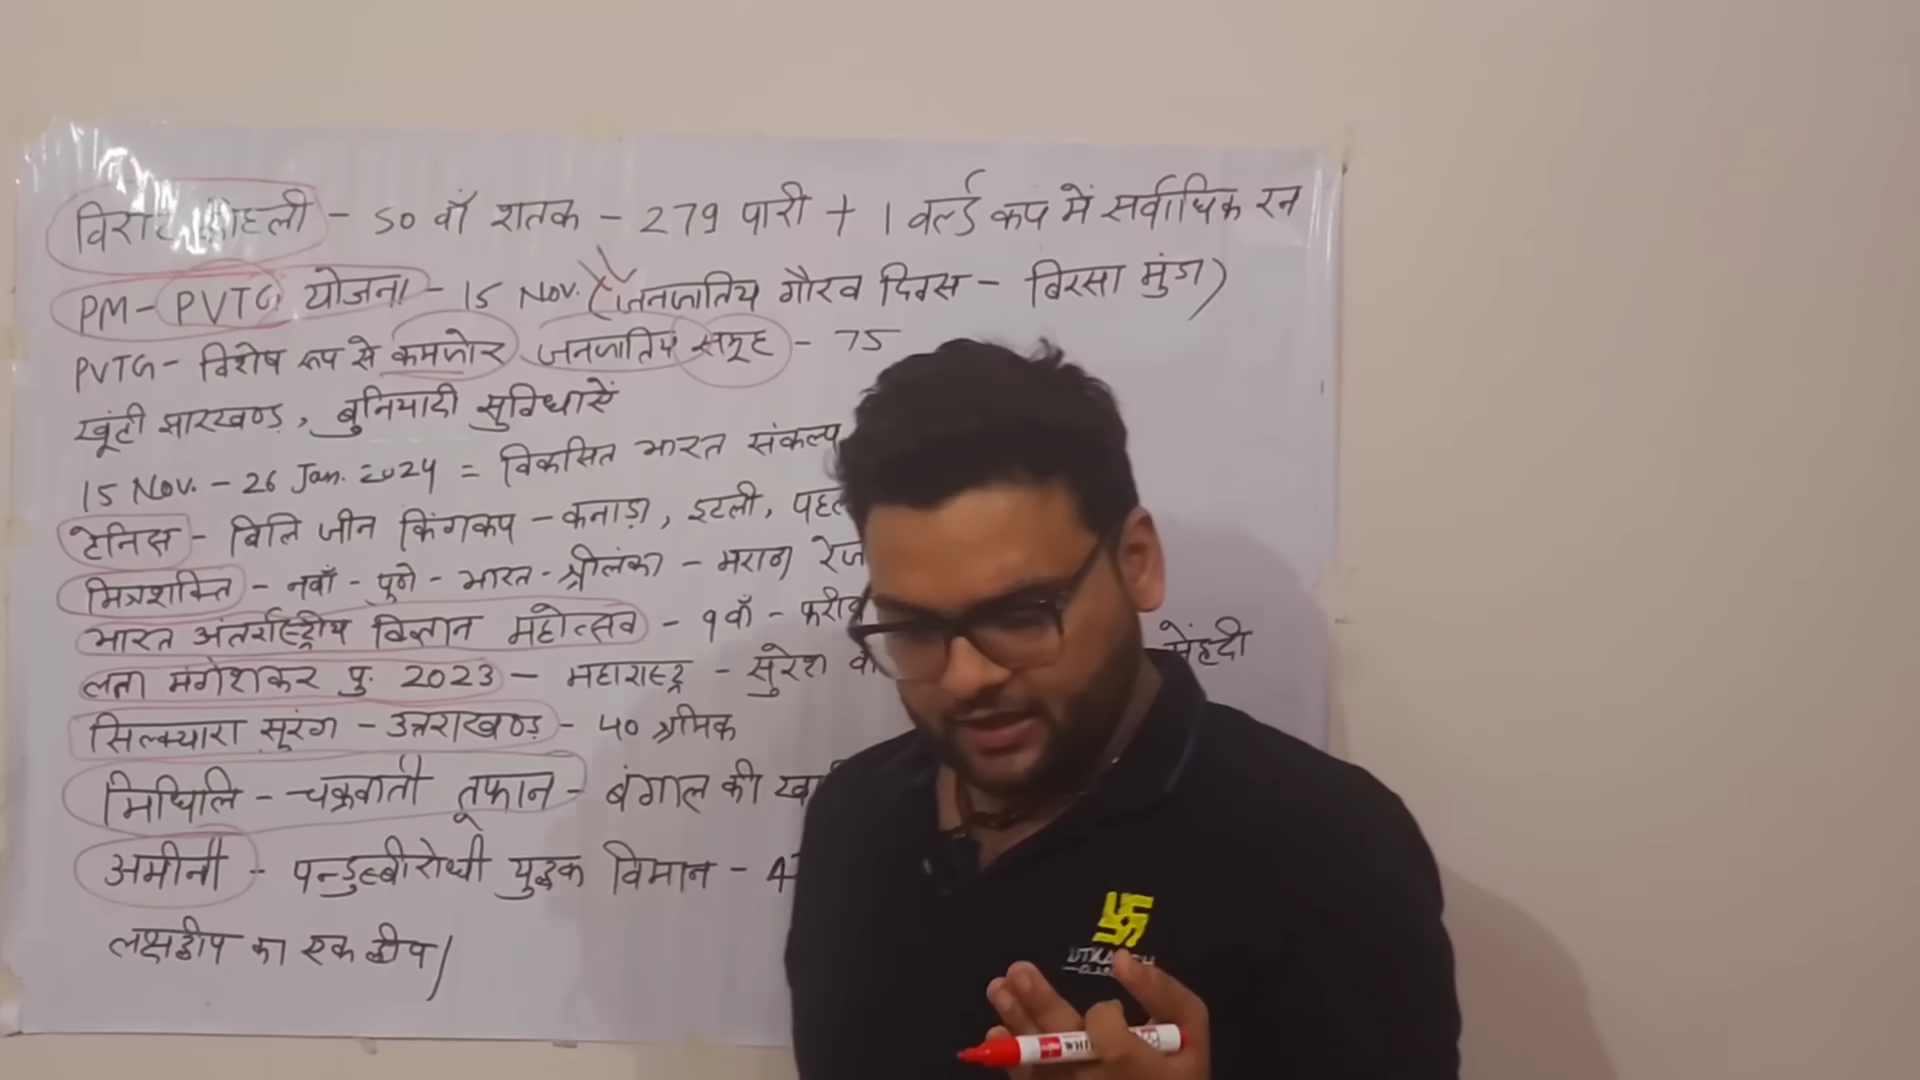 विराट कोहली - 50 वाँ शतक - 279 पारी + 1 वर्ल्ड कप में सर्वाधिक रन
PM-PVTG योजना - 15 Nov. (जनजातिय गौरव दिवस - बिरसा मुंडा)
PVTG - विशेष रूप से कमजोर जनजातिय समूह - 75
खूंटी झारखण्ड, बुनियादी सुविधाएें
15 Nov. - 26 Jan. 2024 = विकसित भारत संकल्प
टेनिस - बिलि जीन किंगकप - कनाडा, इटली,
मित्रशक्ति - नवाँ - पुणे - भारत - श्रीलंका - मराठा
भारत अंतर्राष्ट्रीय विज्ञान महोत्सव - 9वाँ -
लता मंगेशकर पु. 2023 - महाराष्ट्र - सुरेश
सिल्क्यारा सुरंग - उत्तराखण्ड - 40 श्रमिक
मिधिलि - चक्रवाती तूफान - बंगाल की
अमीनी - पनडुब्बीरोधी युद्धक विमान -
लक्षद्वीप का एक द्वीप